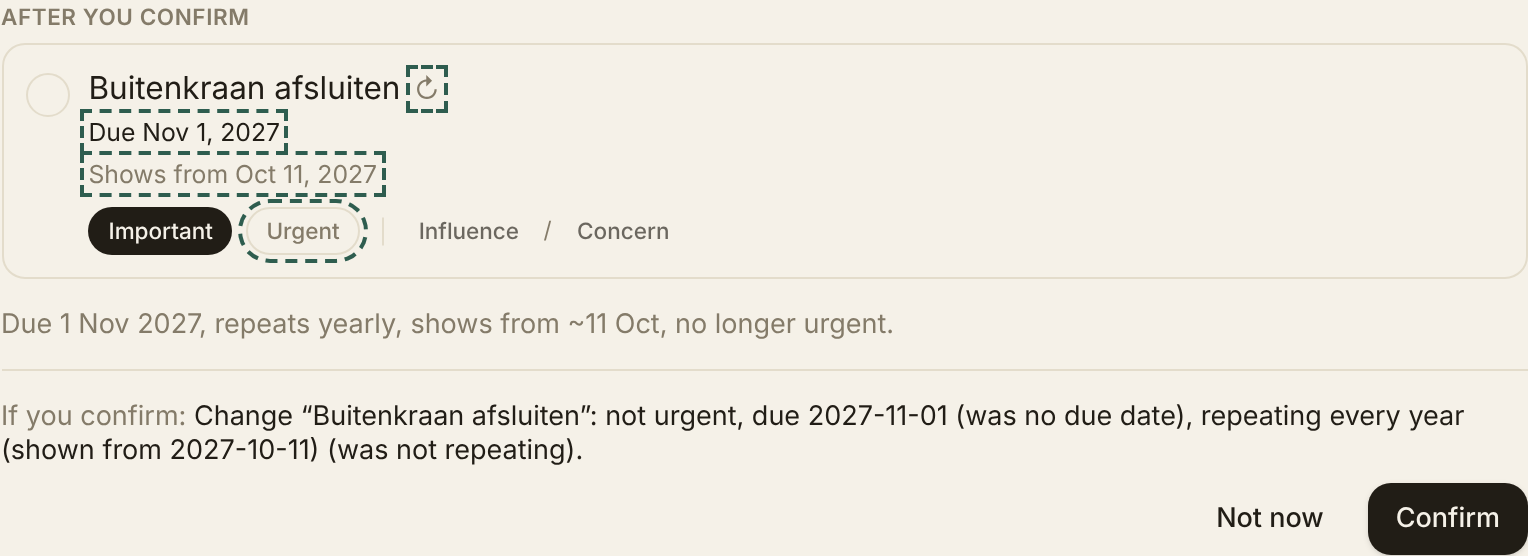 AFTER YOU CONFIRM
Buitenkraan afsluiten
Due Nov 1, 2027
Shows from Oct 11, 2027
Important Urgent Influence / Concern
Due 1 Nov 2027, repeats yearly, shows from ~11 Oct, no longer urgent.
If you confirm: Change “Buitenkraan afsluiten”: not urgent, due 2027-11-01 (was no due date), repeating every year
(shown from 2027-10-11) (was not repeating).
Not now Confirm